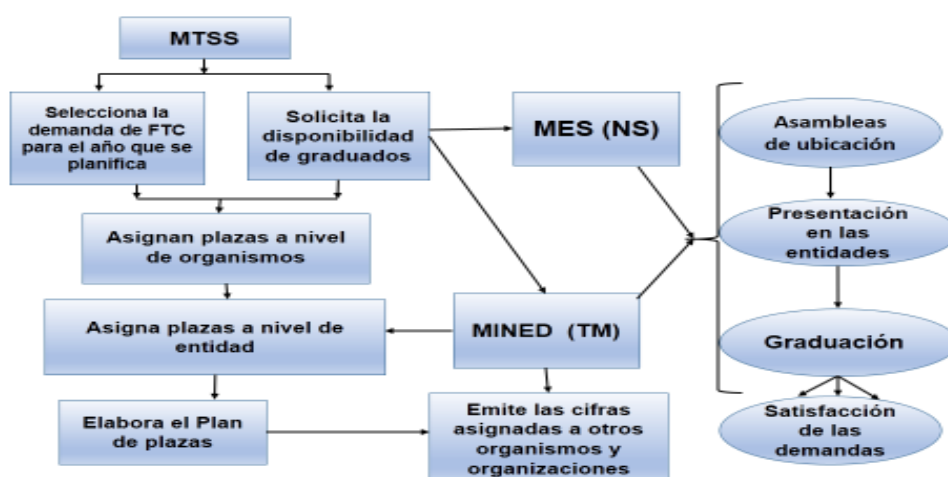 MTSS
Selecciona la
demanda de FTC
para el año que se
planifica
Solicita la
disponibilidad
de graduados
MES (NS)
Asambleas
de ubicación
Asignan plazas a nivel
de organismos
Presentación
en las
entidades
Asigna plazas a nivel de
entidad
MINED (TM)
Graduación
Elabora el Plan
de plazas
Emite las cifras
asignadas a otros
organismos y
organizaciones
Satisfacción
de las
demandas